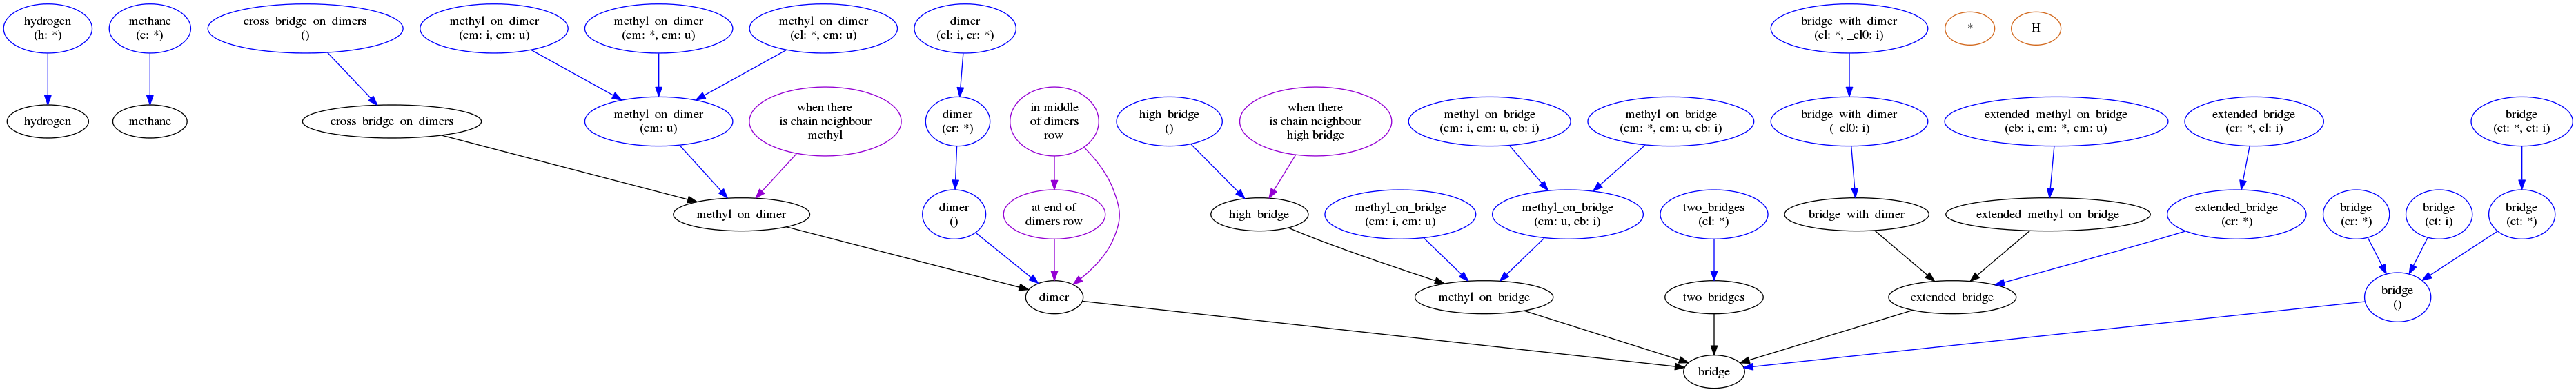 hydrogen
(h: *)
methane
(c: *)
cross_bridge_on_dimers
()
methyl_on_dimer
(cm: i, cm: u)
methyl_on_dimer
(cm: *, cm: u)
methyl_on_dimer
(cl: *, cm: u)
dimer
(cl: i, cr: *)
bridge_with_dimer
(cl: *, _cl0: i)
*
H
hydrogen
methane
cross_bridge_on_dimers
methyl_on_dimer
(cm: u)
when there
is chain neighbour
methyl
dimer
(cr: *)
in middle
of dimers
row
high_bridge
()
when there
is chain neighbour
high bridge
methyl_on_bridge
(cm: i, cm: u, cb: i)
methyl_on_bridge
(cm: *, cm: u, cb: i)
bridge_with_dimer
(_cl0: i)
extended_methyl_on_bridge
(cb: i, cm: *, cm: u)
extended_bridge
(cr: *, cl: i)
bridge
(ct: *, ct: i)
methyl_on_dimer
dimer
()
at end of
dimers row
high_bridge
methyl_on_bridge
(cm: i, cm: u)
methyl_on_bridge
(cm: u, cb: i)
two_bridges
(cl: *)
bridge_with_dimer
extended_methyl_on_bridge
extended_bridge
(cr: *)
bridge
(cr: *)
bridge
(ct: i)
bridge
(ct: *)
dimer
methyl_on_bridge
two_bridges
extended_bridge
bridge
()
bridge